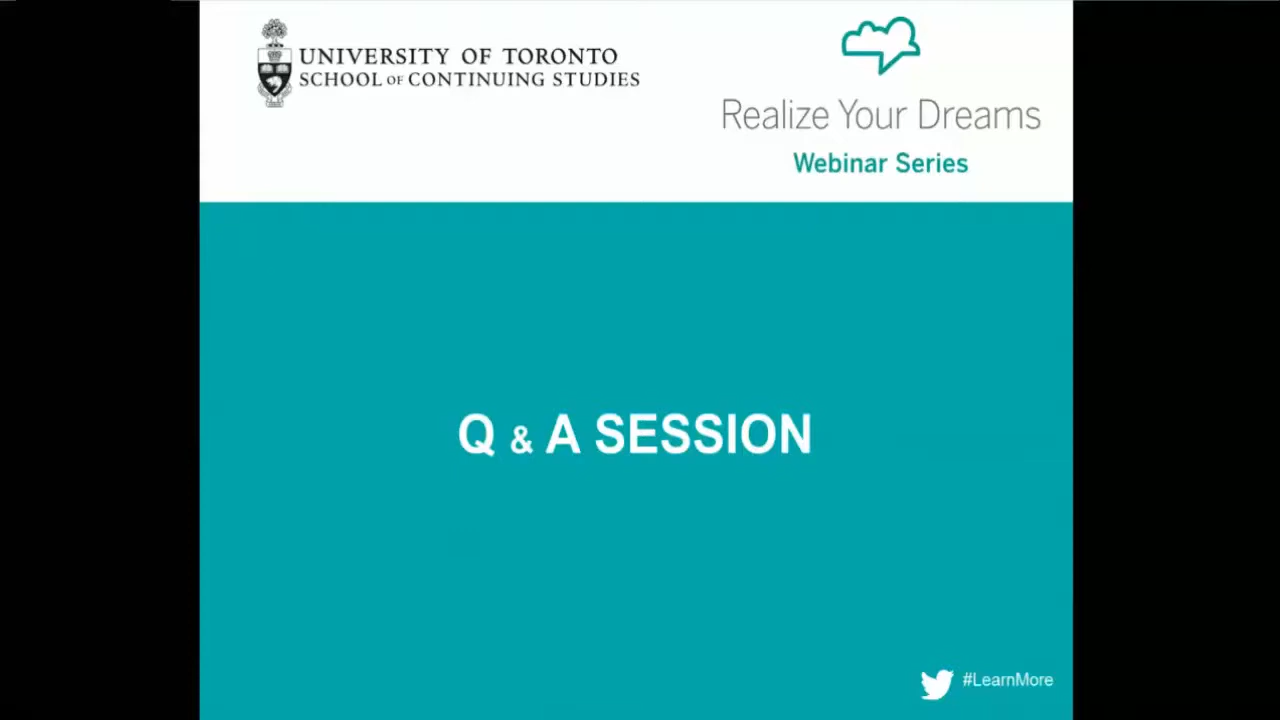 UNIVERSITY OF TORONTO
SCHOOL OF CONTINUING STUDIES
Realize Your Dreams
Webinar Series
Q & A SESSION
#LearnMore